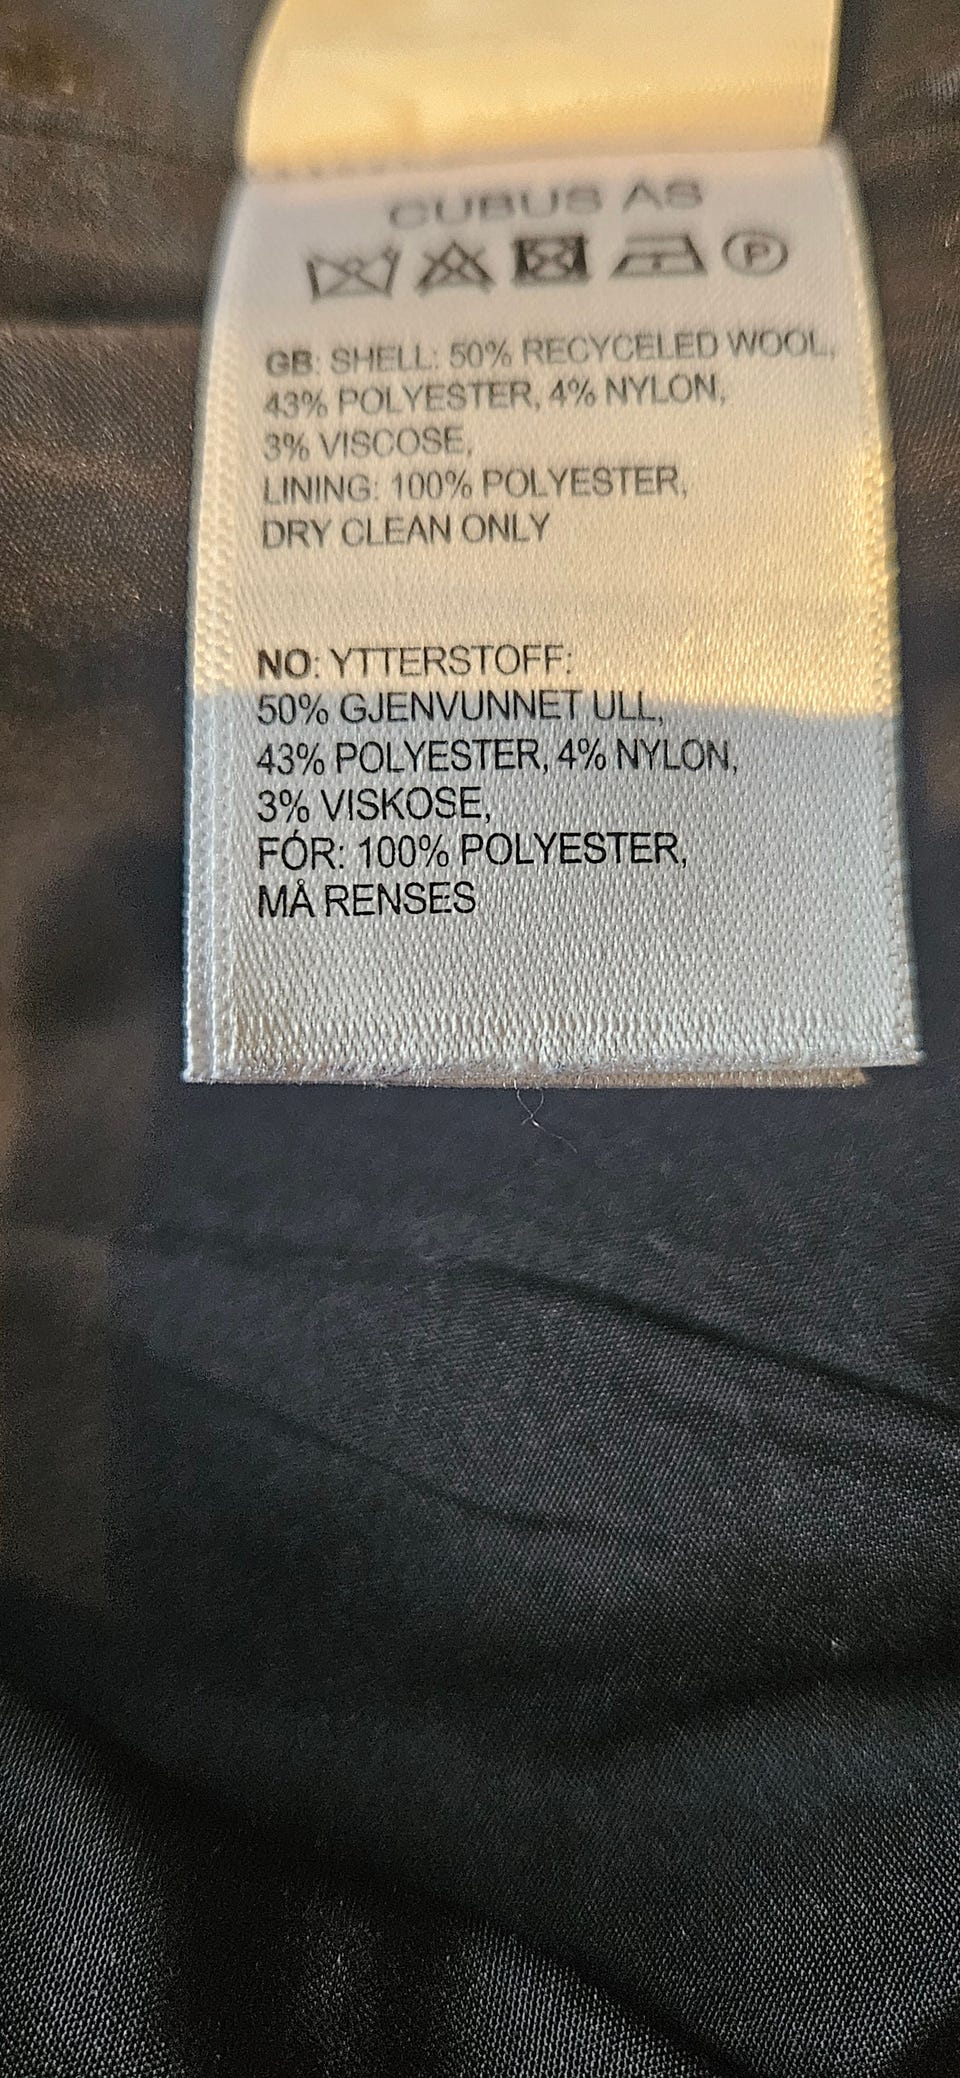 CUBUS AS
P
GB: SHELL: 50% RECYCELED WOOL,
43% POLYESTER, 4% NYLON,
3% VISCOSE,
LINING: 100% POLYESTER,
DRY CLEAN ONLY
NO: YTTERSTOFF:
50% GJENVUNNET ULL,
43% POLYESTER, 4% NYLON,
3% VISKOSE,
FÓR: 100% POLYESTER,
MÅ RENSES